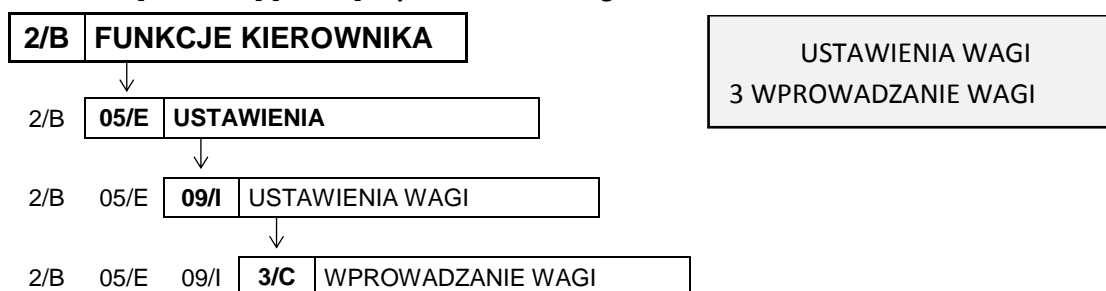 2/B FUNKCJE KIEROWNIKA
2/B 05/E USTAWIENIA
2/B 05/E 09/I USTAWIENIA WAGI
2/B 05/E 09/I 3/C WPROWADZANIE WAGI
USTAWIENIA WAGI
3 WPROWADZANIE WAGI